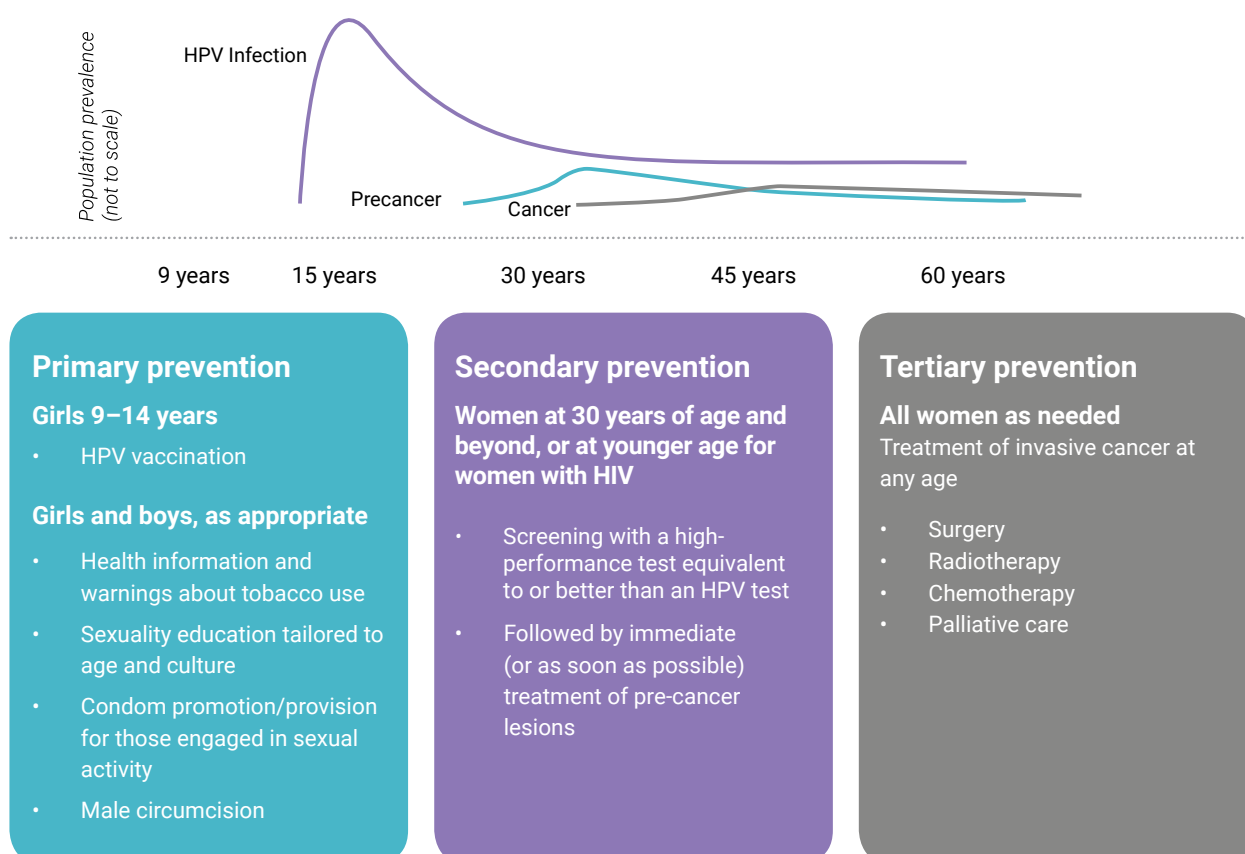 Population prevalence
(not to scale)
HPV Infection
Precancer
Cancer
9 years
15 years
30 years
45 years
60 years
Primary prevention
Girls 9–14 years
• HPV vaccination
Girls and boys, as appropriate
• Health information and
warnings about tobacco use
• Sexuality education tailored to
age and culture
• Condom promotion/provision
for those engaged in sexual
activity
• Male circumcision
Secondary prevention
Women at 30 years of age and
beyond, or at younger age for
women with HIV
• Screening with a high-
performance test equivalent
to or better than an HPV test
• Followed by immediate
(or as soon as possible)
treatment of pre-cancer
lesions
Tertiary prevention
All women as needed
Treatment of invasive cancer at
any age
• Surgery
• Radiotherapy
• Chemotherapy
• Palliative care